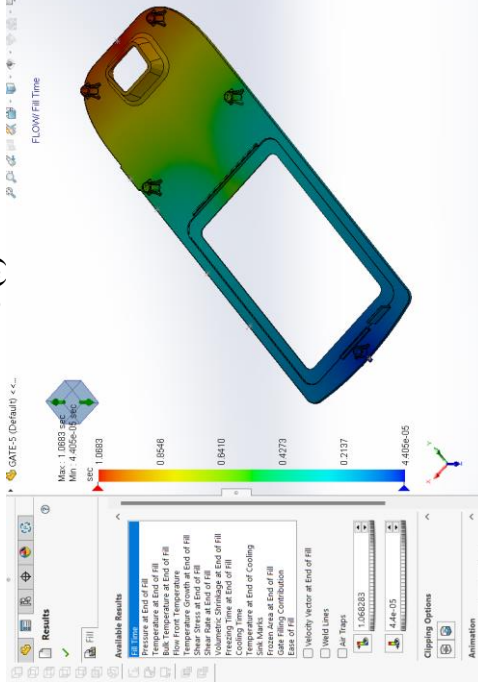 GATE-5 (Default) <<...
Results
Fill
Available Results
Fill Time
Pressure at End of Fill
Temperature at End of Fill
Bulk Temperature at End of Fill
Flow Front Temperature
Temperature Growth at End of Fill
Shear Stress at End of Fill
Shear Rate at End of Fill
Volumetric Shrinkage at End of Fill
Freezing Time at End of Fill
Cooling Time
Temperature at End of Cooling
Sink Marks
Frozen Area at End of Fill
Gate Filling Contribution
Ease of Fill
Velocity Vector at End of Fill
Weld Lines
Air Traps
1.068283
4.4e-05
Clipping Options
Animation
Max : 1.0683 sec
Min : 4.405e-05 sec
sec
1.0683
0.8546
0.6410
0.4273
0.2137
4.405e-05
FLOW/ Fill Time